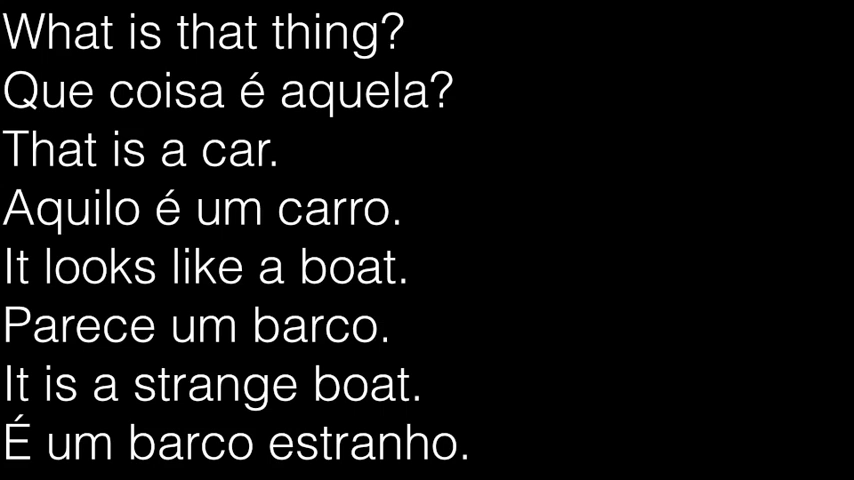 What is that thing?
Que coisa é aquela?
That is a car.
Aquilo é um carro.
It looks like a boat.
Parece um barco.
It is a strange boat.
É um barco estranho.